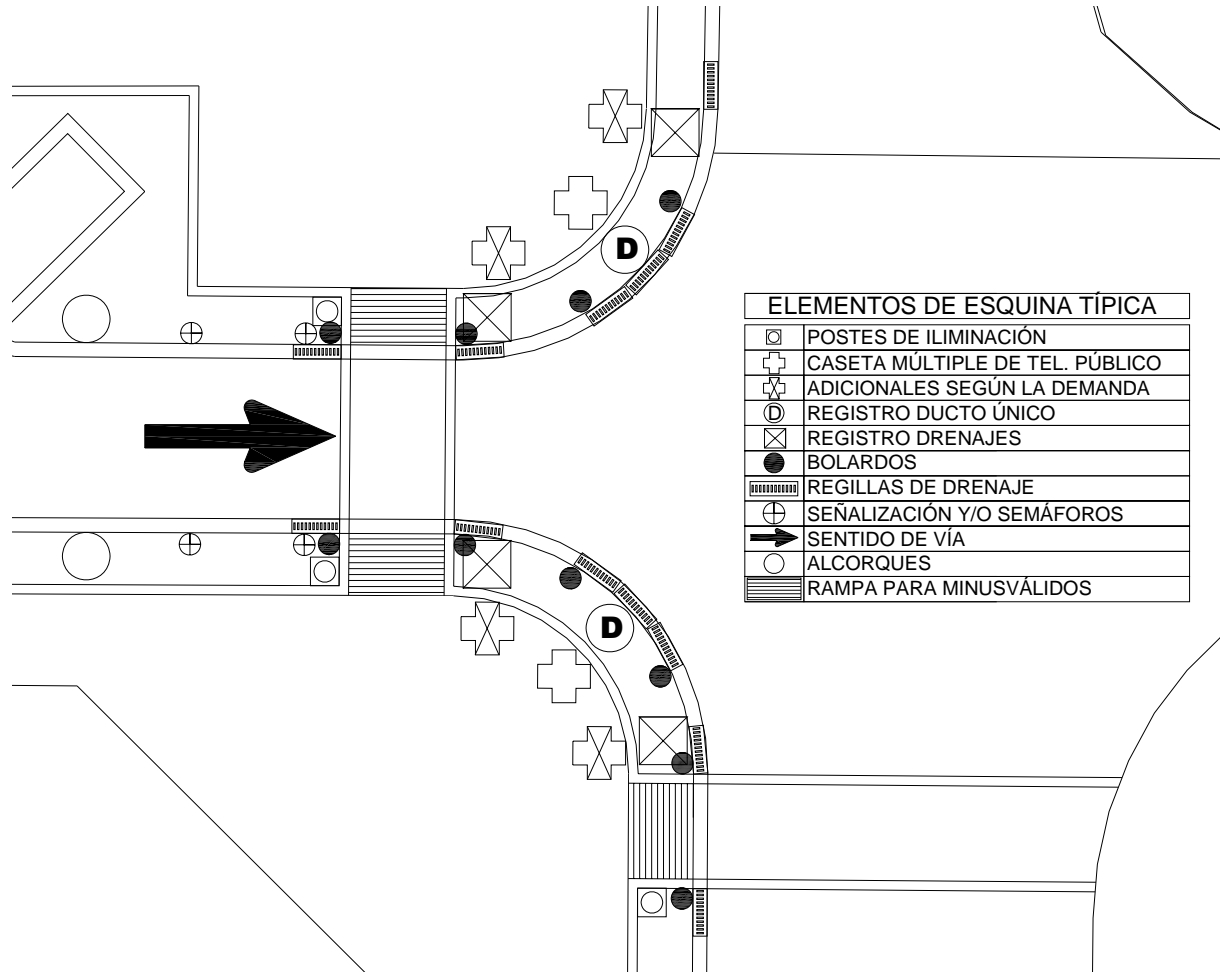 D
ELEMENTOS DE ESQUINA TÍPICA
POSTES DE ILIMINACIÓN
CASETA MÚLTIPLE DE TEL. PÚBLICO
ADICIONALES SEGÚN LA DEMANDA
D REGISTRO DUCTO ÚNICO
REGISTRO DRENAJES
BOLARDOS
REGILLAS DE DRENAJE
SEÑALIZACIÓN Y/O SEMÁFOROS
SENTIDO DE VÍA
ALCORQUES
RAMPA PARA MINUSVÁLIDOS
D